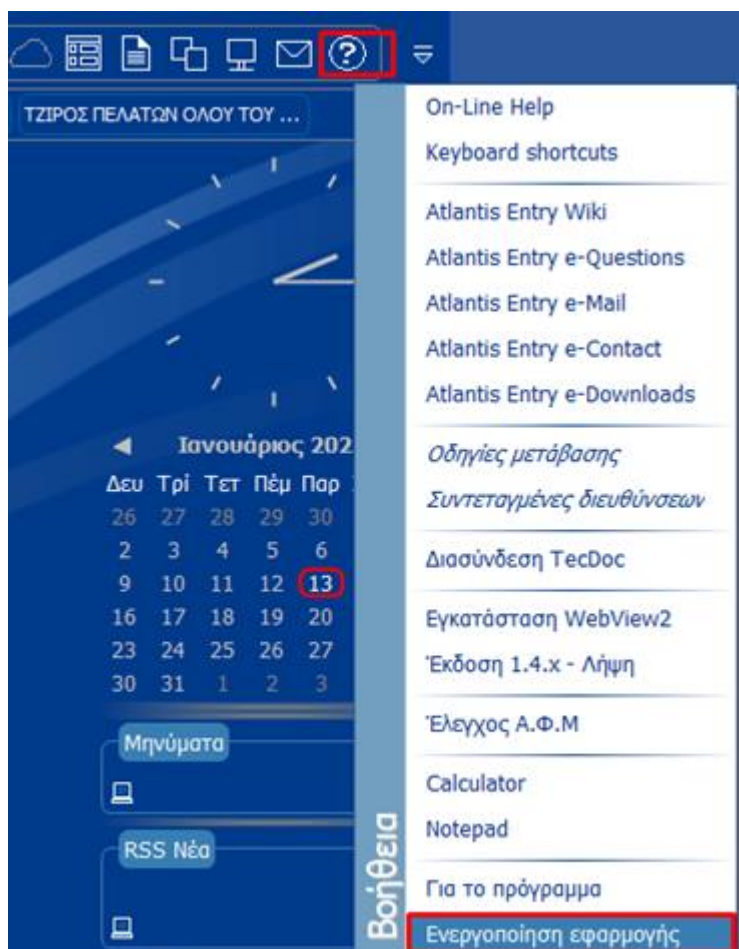 ΤΖΙΡΟΣ ΠΕΛΑΤΩΝ ΟΛΟΥ ΤΟΥ ...
Ιανουάριος 202
Δευ Τρί Τετ Πέμ Παρ
26 27 28 29 30
2 3 4 5 6
9 10 11 12 13
16 17 18 19 20
23 24 25 26 27
30 31 1 2 3
Μηνύματα
RSS Νέα
Βοήθεια
On-Line Help
Keyboard shortcuts
Atlantis Entry Wiki
Atlantis Entry e-Questions
Atlantis Entry e-Mail
Atlantis Entry e-Contact
Atlantis Entry e-Downloads
Οδηγίες μετάβασης
Συντεταγμένες διευθύνσεων
Διασύνδεση TecDoc
Εγκατάσταση WebView2
Έκδοση 1.4.x - Λήψη
Έλεγχος Α.Φ.Μ
Calculator
Notepad
Για το πρόγραμμα
Ενεργοποίηση εφαρμογής